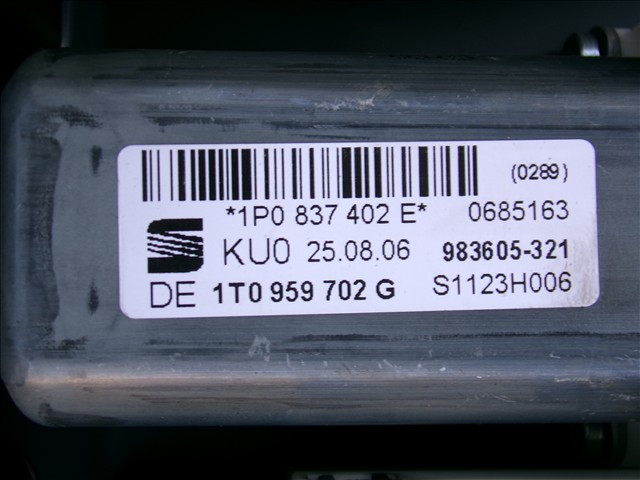 (0289)
*1P0 837 402 E* 0685163
KU0 25.08.06 983605-321
DE 1T0 959 702 G S1123H006